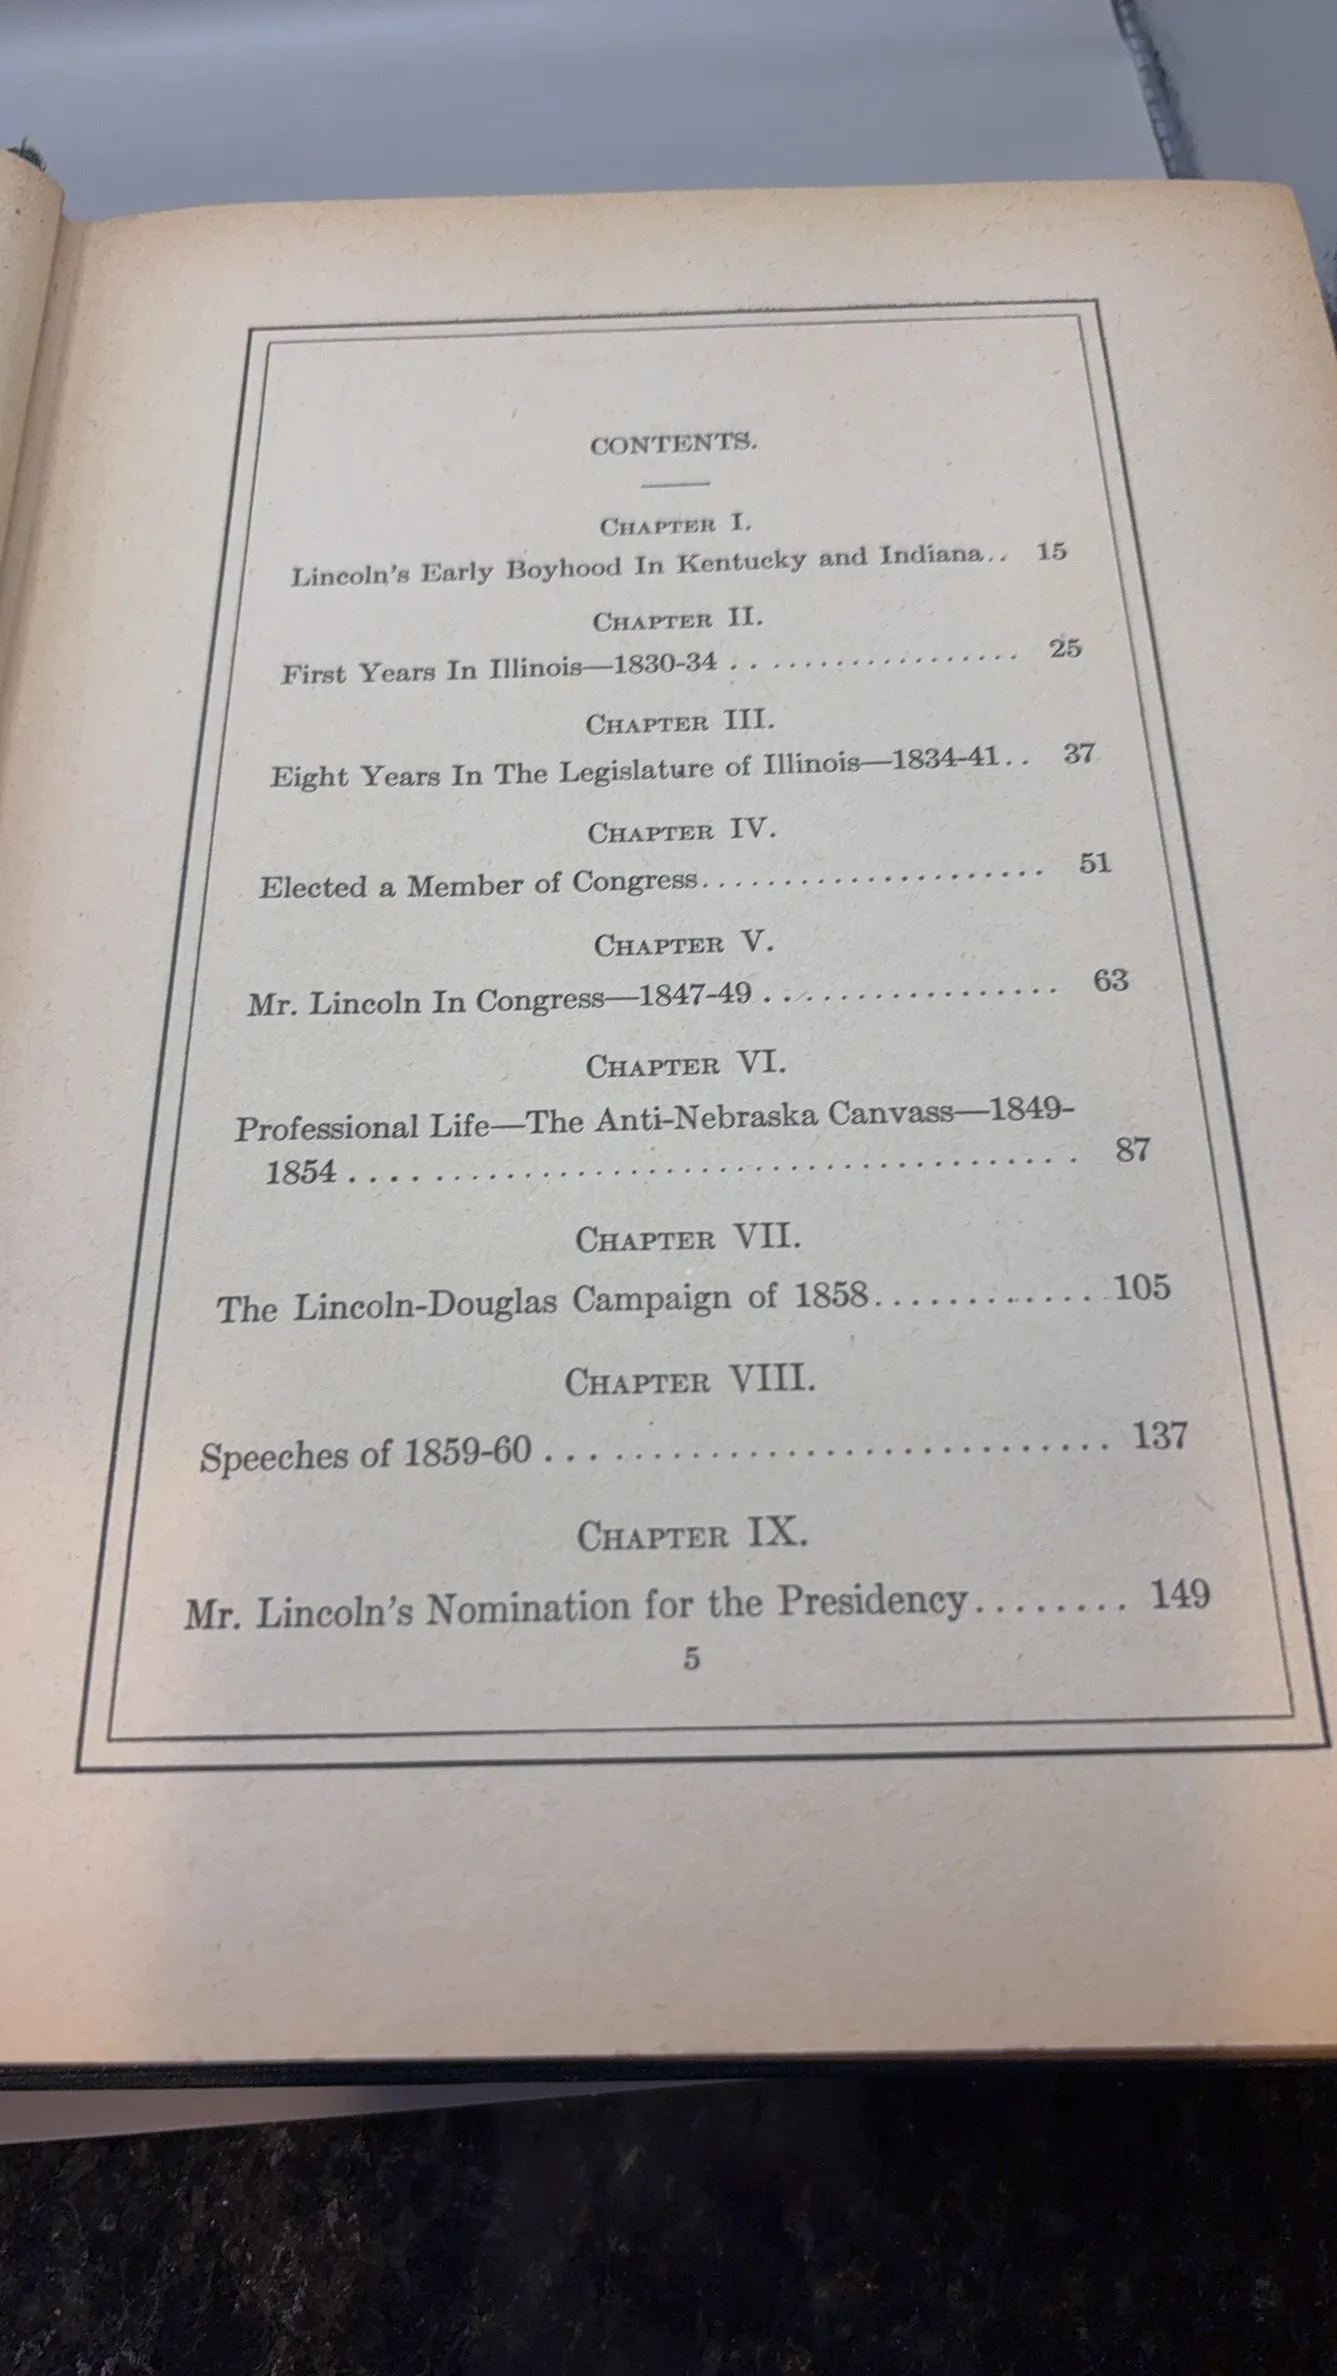 CONTENTS.
CHAPTER I.
Lincoln's Early Boyhood In Kentucky and Indiana.. 15
CHAPTER II.
First Years In Illinois—1830-34 .................. 25
CHAPTER III.
Eight Years In The Legislature of Illinois—1834-41.. 37
CHAPTER IV.
Elected a Member of Congress...................... 51
CHAPTER V.
Mr. Lincoln In Congress—1847-49 .................. 63
CHAPTER VI.
Professional Life—The Anti-Nebraska Canvass—1849-
1854 ........................................... 87
CHAPTER VII.
The Lincoln-Douglas Campaign of 1858.............. 105
CHAPTER VIII.
Speeches of 1859-60 .............................. 137
CHAPTER IX.
Mr. Lincoln's Nomination for the Presidency........ 149
5